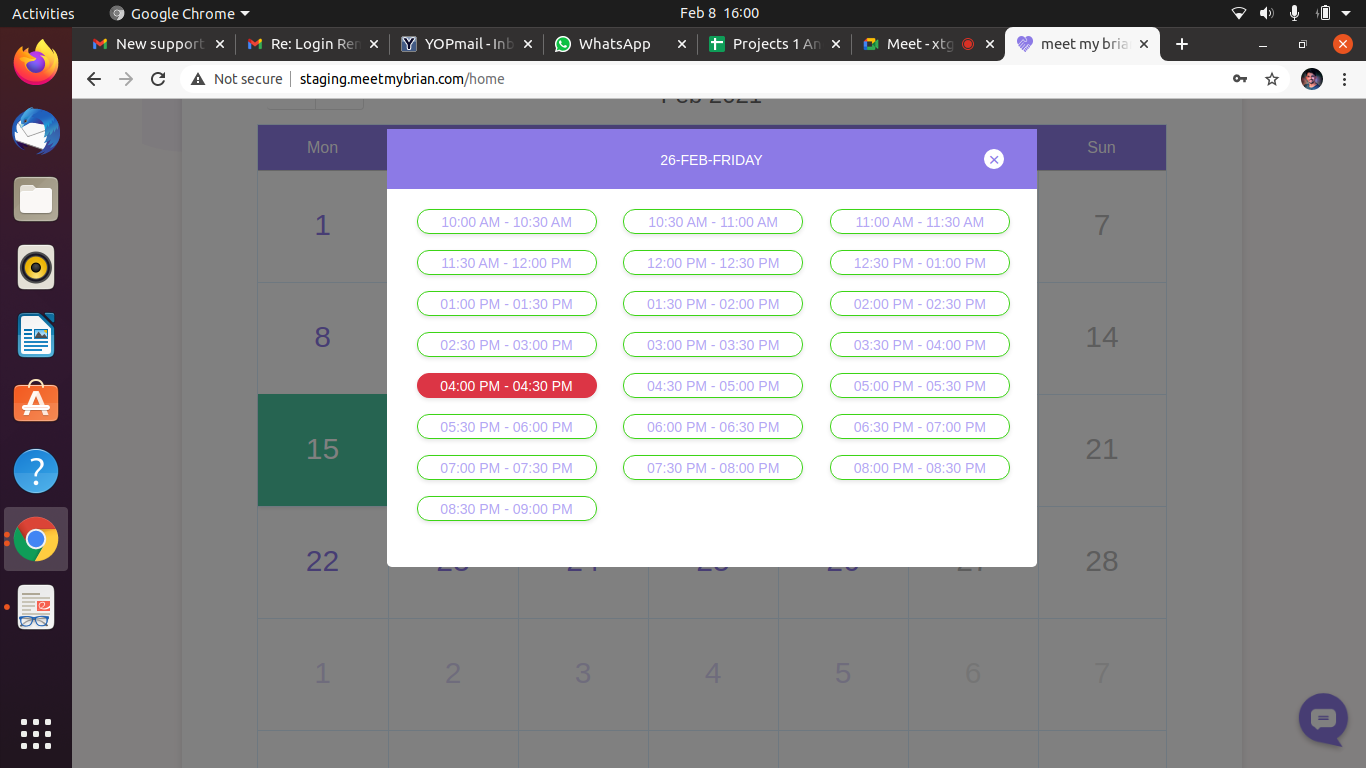 Activities Google Chrome Feb 8 16:00
New support Re: Login Ren YOPmail - Inb WhatsApp Projects 1 An Meet - xtg meet my bria
Not secure staging.meetmybrian.com/home
Feb 2021
Mon Sun
26-FEB-FRIDAY
10:00 AM - 10:30 AM 10:30 AM - 11:00 AM 11:00 AM - 11:30 AM
1 7
11:30 AM - 12:00 PM 12:00 PM - 12:30 PM 12:30 PM - 01:00 PM
01:00 PM - 01:30 PM 01:30 PM - 02:00 PM 02:00 PM - 02:30 PM
8 14
02:30 PM - 03:00 PM 03:00 PM - 03:30 PM 03:30 PM - 04:00 PM
04:00 PM - 04:30 PM 04:30 PM - 05:00 PM 05:00 PM - 05:30 PM
05:30 PM - 06:00 PM 06:00 PM - 06:30 PM 06:30 PM - 07:00 PM
15 21
07:00 PM - 07:30 PM 07:30 PM - 08:00 PM 08:00 PM - 08:30 PM
08:30 PM - 09:00 PM
22 23 24 25 26 27 28
1 2 3 4 5 6 7